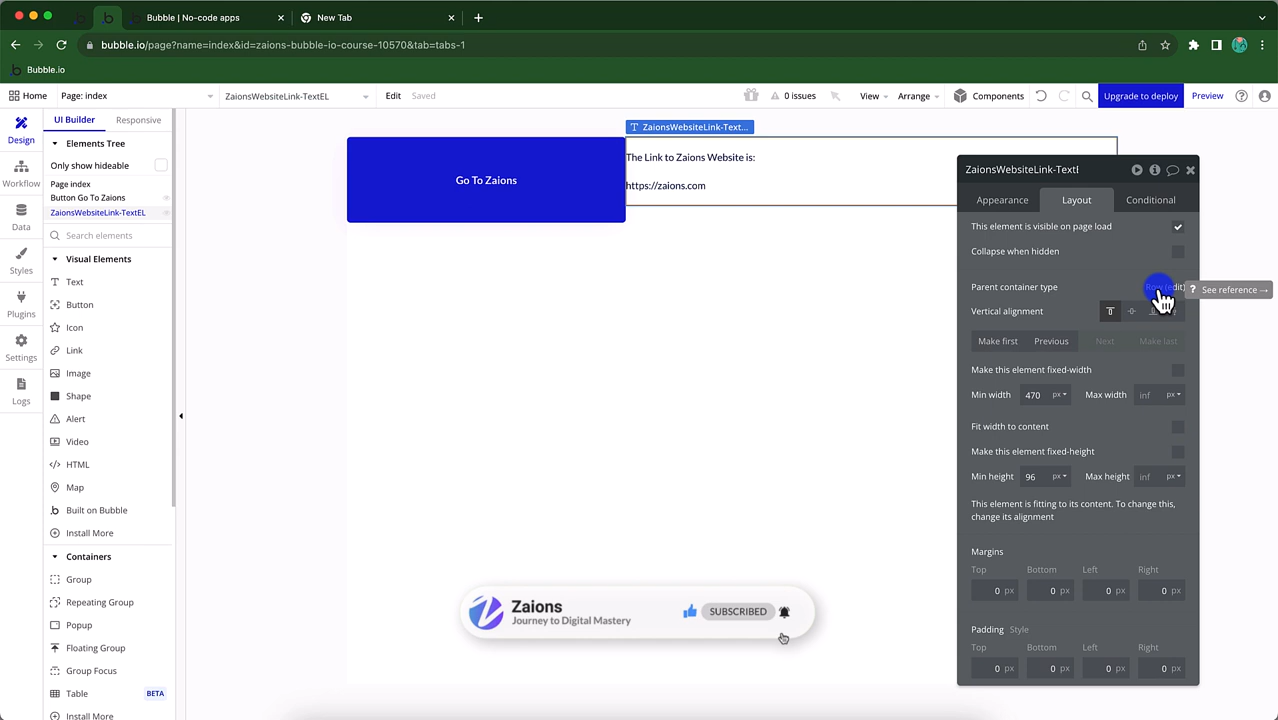 Bubble | No-code apps
New Tab
bubble.io/page?name=index&id=zaions-bubble-io-course-10570&tab=tabs-1
Bubble.io
Home
Page: index
ZaionsWebsiteLink-TextEL
Edit
Saved
0 issues
View
Arrange
Components
Upgrade to deploy
Preview
Design
Workflow
Data
Styles
Plugins
Settings
Logs
UI Builder
Responsive
Elements Tree
Only show hideable
Page index
Button Go To Zaions
ZaionsWebsiteLink-TextEL
Search elements
Visual Elements
Text
Button
Icon
Link
Image
Shape
Alert
Video
HTML
Map
Built on Bubble
Install More
Containers
Group
Repeating Group
Popup
Floating Group
Group Focus
Table BETA
Install More
ZaionsWebsiteLink-Text...
Go To Zaions
The Link to Zaions Website is:
https://zaions.com
Zaions
Journey to Digital Mastery
SUBSCRIBED
ZaionsWebsiteLink-TextI
Appearance
Layout
Conditional
This element is visible on page load
Collapse when hidden
Parent container type
Row (edit)
? See reference →
Vertical alignment
Make first
Previous
Next
Make last
Make this element fixed-width
Min width 470 px
Max width inf px
Fit width to content
Make this element fixed-height
Min height 96 px
Max height inf px
This element is fitting to its content. To change this,
change its alignment
Margins
Top Bottom Left Right
0 px 0 px 0 px 0 px
Padding Style
Top Bottom Left Right
0 px 0 px 0 px 0 px